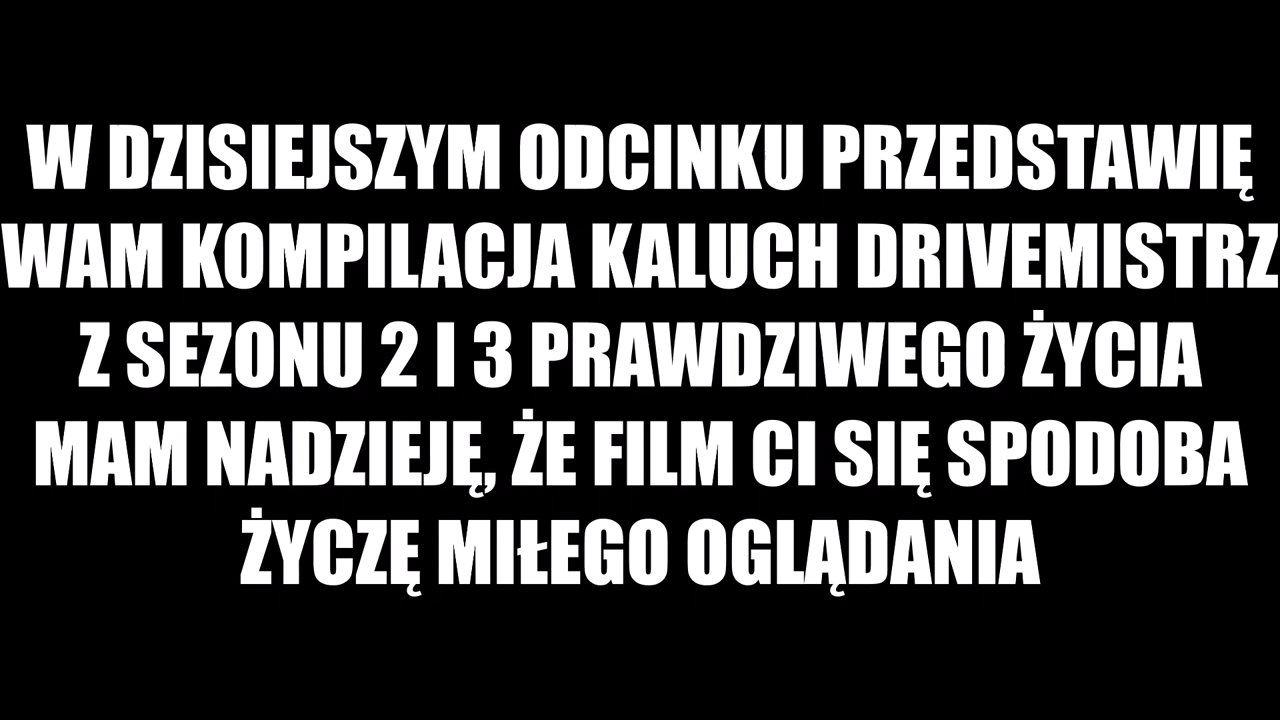 W DZISIEJSZYM ODCINKU PRZEDSTAWIĘ
WAM KOMPILACJA KALUCH DRIVEMISTRZ
Z SEZONU 2 I 3 PRAWDZIWEGO ŻYCIA
MAM NADZIEJĘ, ŻE FILM CI SIĘ SPODOBA
ŻYCZĘ MIŁEGO OGLĄDANIA